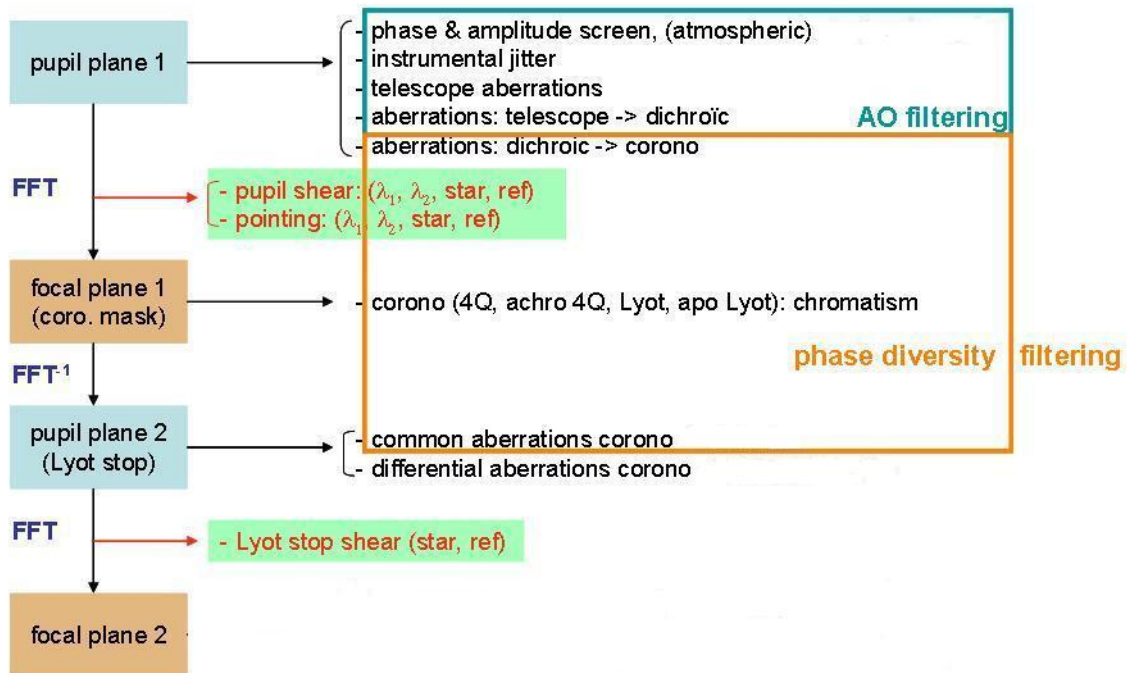 pupil plane 1
- phase & amplitude screen, (atmospheric)
- instrumental jitter
- telescope aberrations
- aberrations: telescope -> dichroïc
AO filtering
- aberrations: dichroic -> corono
FFT
- pupil shear: (λ₁, λ₂, star, ref)
- pointing: (λ₁, λ₂, star, ref)
focal plane 1
(coro. mask)
- corono (4Q, achro 4Q, Lyot, apo Lyot): chromatism
phase diversity filtering
FFT⁻¹
pupil plane 2
(Lyot stop)
- common aberrations corono
- differential aberrations corono
FFT
- Lyot stop shear (star, ref)
focal plane 2